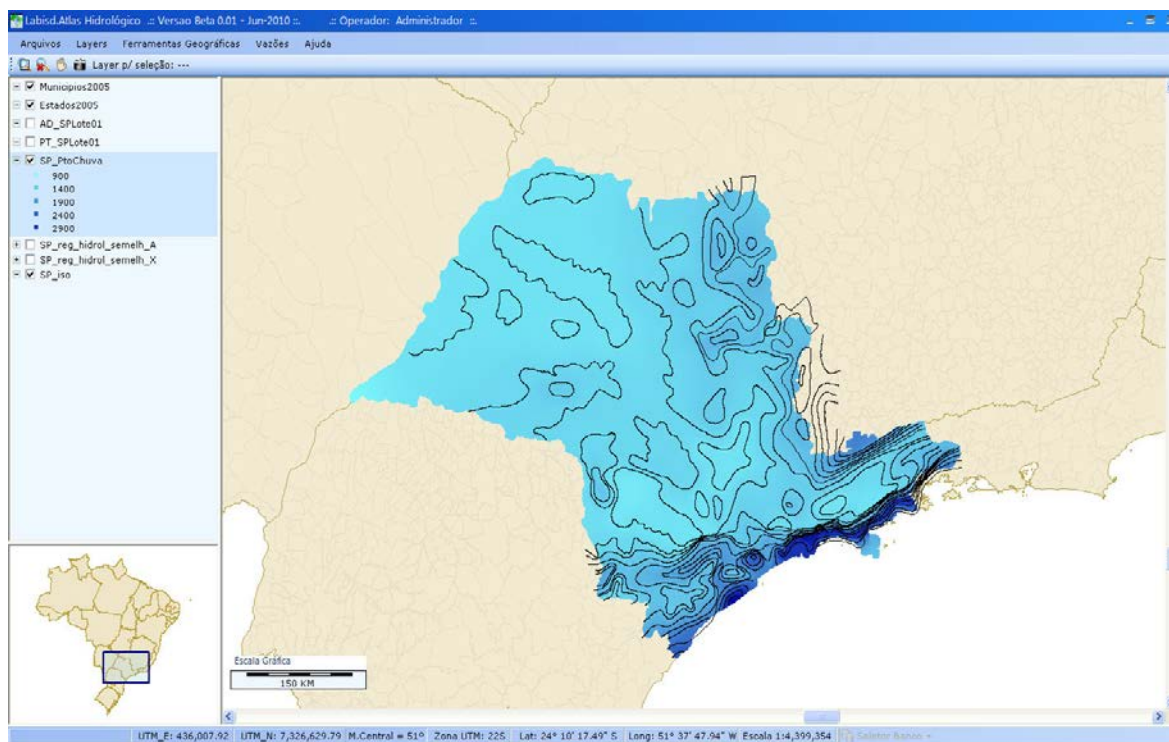 Labisd.Atlas Hidrológico .:: Versao Beta 0.01 - Jun-2010 ::. .:: Operador: Administrador ::.
Arquivos Layers Ferramentas Geográficas Vazões Ajuda
Layer p/ seleção: ---
Municipios2005
Estados2005
AD_SPLote01
PT_SPLote01
SP_PtoChuva
900
1400
1900
2400
2900
SP_reg_hidrol_semelh_A
SP_reg_hidrol_semelh_X
SP_iso
Escala Gráfica
150 KM
UTM_E: 436,007.92 UTM_N: 7,326,629.79 M.Central = 51º Zona UTM: 22S Lat: 24° 10' 17.49" S Long: 51° 37' 47.94" W Escala 1:4,399,354